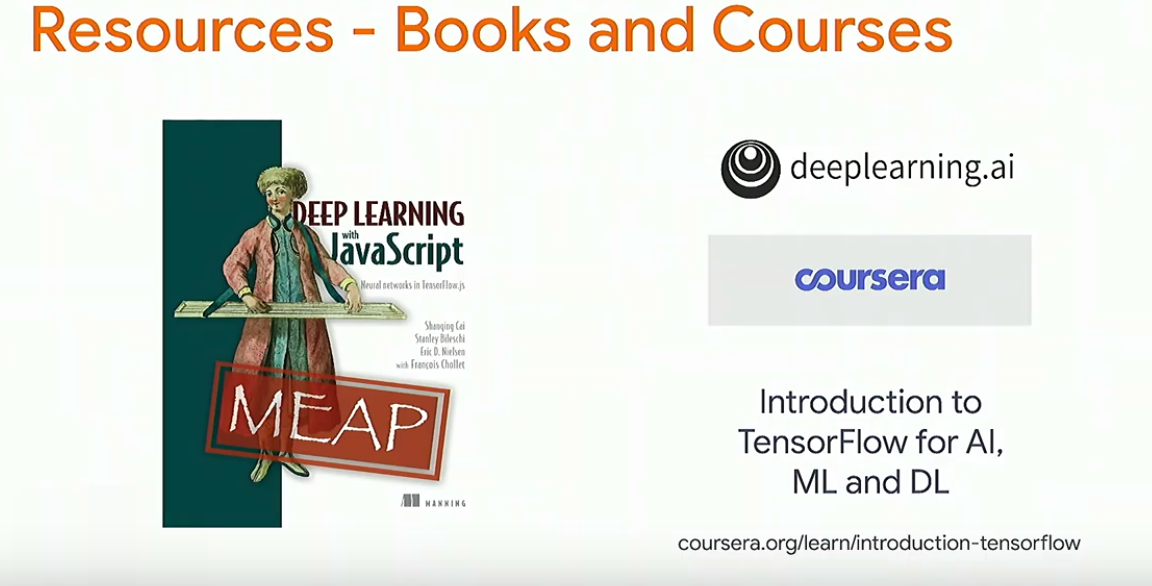 Resources - Books and Courses
DEEP LEARNING
with
JavaScript
Neural networks in TensorFlow.js
Shanqing Cai
Stanley Bileschi
Eric D. Nielsen
with François Chollet
MEAP
MANNING
deeplearning.ai
coursera
Introduction to
TensorFlow for AI,
ML and DL
coursera.org/learn/introduction-tensorflow